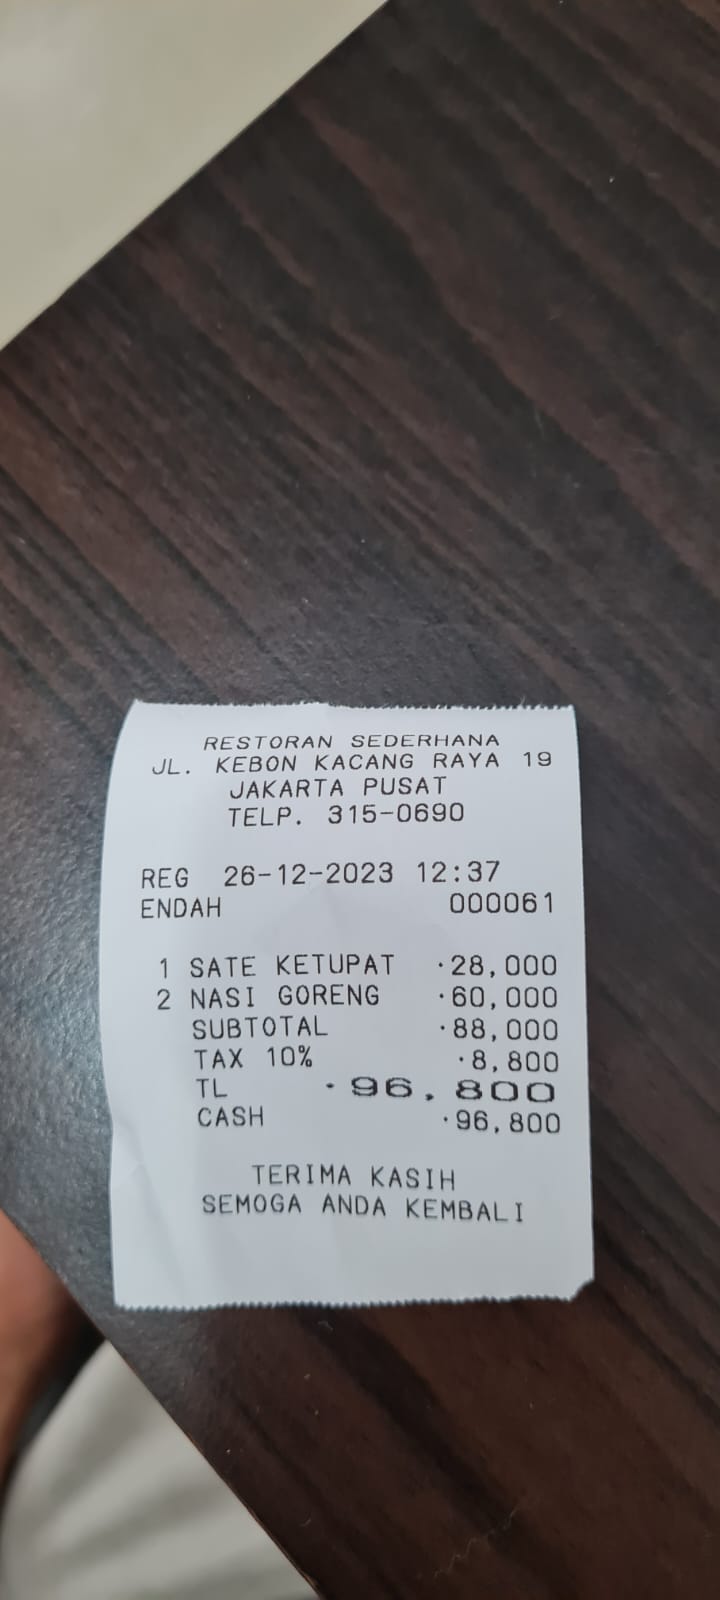 RESTORAN SEDERHANA
JL. KEBON KACANG RAYA 19
JAKARTA PUSAT
TELP. 315-0690
REG 26-12-2023 12:37
ENDAH 000061
1 SATE KETUPAT ·28,000
2 NASI GORENG ·60,000
SUBTOTAL ·88,000
TAX 10% ·8,800
TL ·96,800
CASH ·96,800
TERIMA KASIH
SEMOGA ANDA KEMBALI